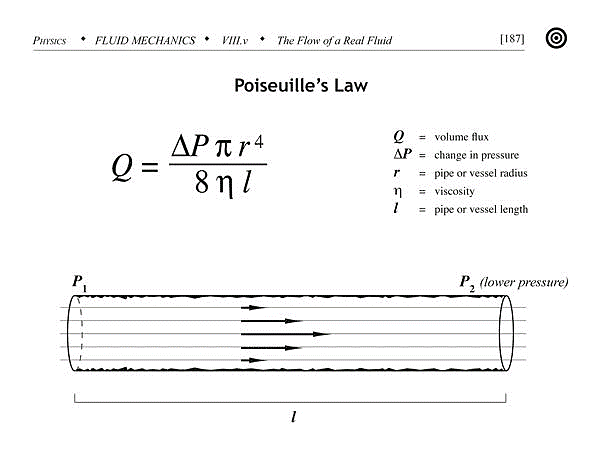 PHYSICS ◆ FLUID MECHANICS ◆ VIII.v ◆ The Flow of a Real Fluid [187]
Poiseuille's Law
Q = ΔP π r⁴ / 8 η l
Q = volume flux
ΔP = change in pressure
r = pipe or vessel radius
η = viscosity
l = pipe or vessel length
P₁ P₂ (lower pressure)
l